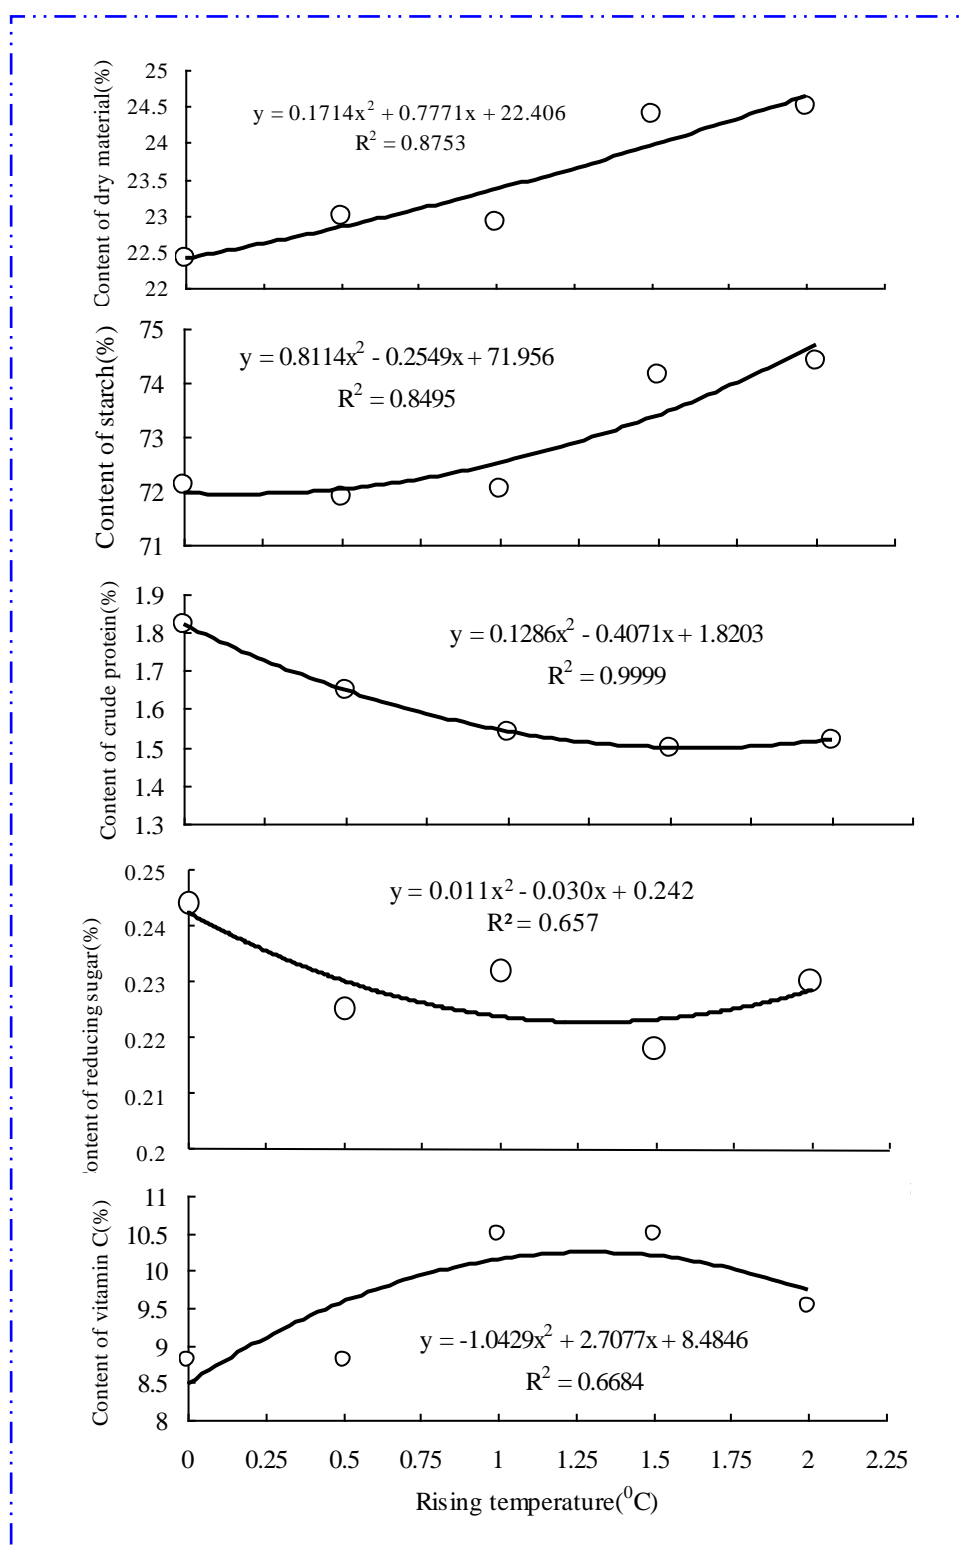 Content of dry material(%)
25
24.5
24
23.5
23
22.5
22
y = 0.1714x² + 0.7771x + 22.406
R² = 0.8753
Content of starch(%)
75
74
73
72
71
y = 0.8114x² - 0.2549x + 71.956
R² = 0.8495
Content of crude protein(%)
1.9
1.8
1.7
1.6
1.5
1.4
1.3
y = 0.1286x² - 0.4071x + 1.8203
R² = 0.9999
ontent of reducing sugar(%)
0.25
0.24
0.23
0.22
0.21
0.2
y = 0.011x² - 0.030x + 0.242
R² = 0.657
Content of vitamin C(%)
11
10.5
10
9.5
9
8.5
8
y = -1.0429x² + 2.7077x + 8.4846
R² = 0.6684
0 0.25 0.5 0.75 1 1.25 1.5 1.75 2 2.25
Rising temperature(⁰C)